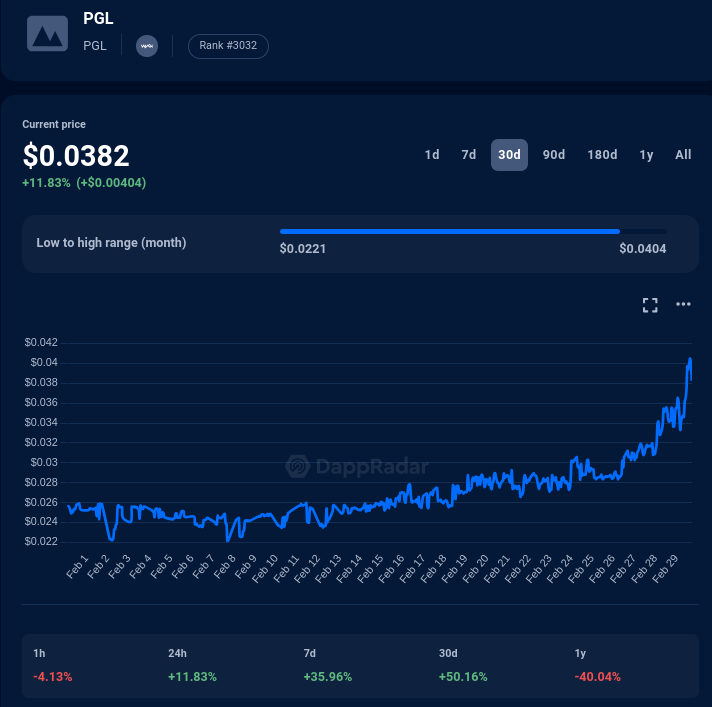 PGL
PGL
Rank #3032
Current price
$0.0382
+11.83% (+$0.00404)
1d 7d 30d 90d 180d 1y All
Low to high range (month)
$0.0221 $0.0404
$0.042
$0.04
$0.038
$0.036
$0.034
$0.032
$0.03
$0.028
$0.026
$0.024
$0.022
DappRadar
Feb 1 Feb 2 Feb 3 Feb 4 Feb 5 Feb 6 Feb 7 Feb 8 Feb 9 Feb 10 Feb 11 Feb 12 Feb 13 Feb 14 Feb 15 Feb 16 Feb 17 Feb 18 Feb 19 Feb 20 Feb 21 Feb 22 Feb 23 Feb 24 Feb 25 Feb 26 Feb 27 Feb 28 Feb 29
1h 24h 7d 30d 1y
-4.13% +11.83% +35.96% +50.16% -40.04%